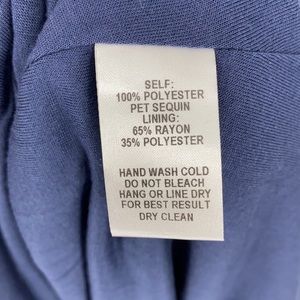 SELF:
100% POLYESTER
PET SEQUIN
LINING:
65% RAYON
35% POLYESTER
HAND WASH COLD
DO NOT BLEACH
HANG OR LINE DRY
FOR BEST RESULT
DRY CLEAN